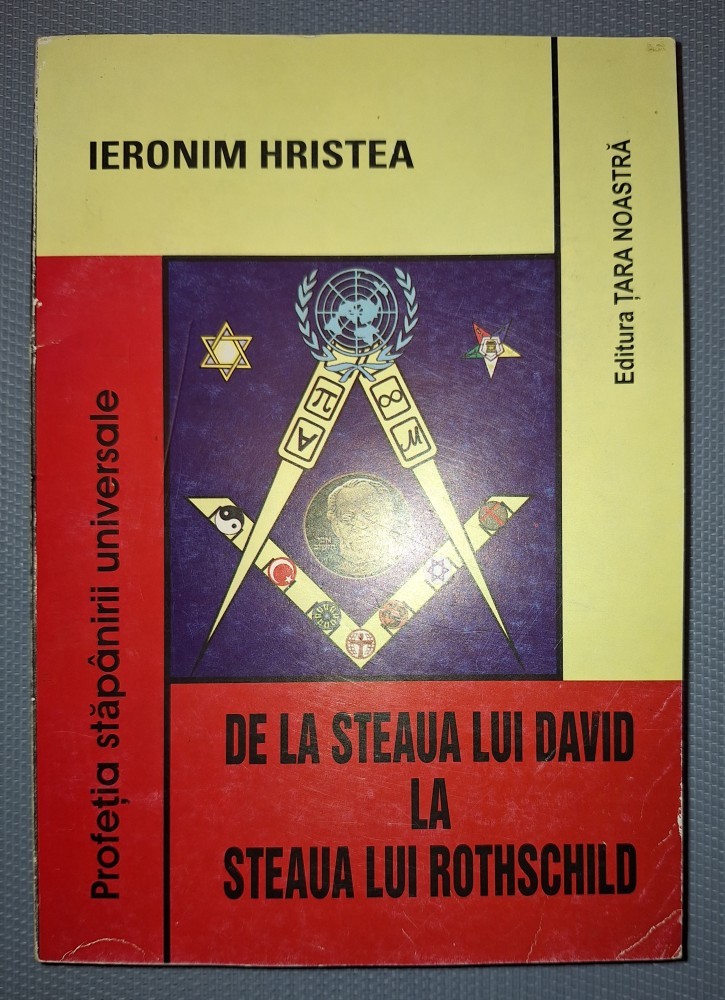 IERONIM HRISTEA
Editura ȚARA NOASTRĂ
Profeția stăpânirii universale
DE LA STEAUA LUI DAVID
LA
STEAUA LUI ROTHSCHILD